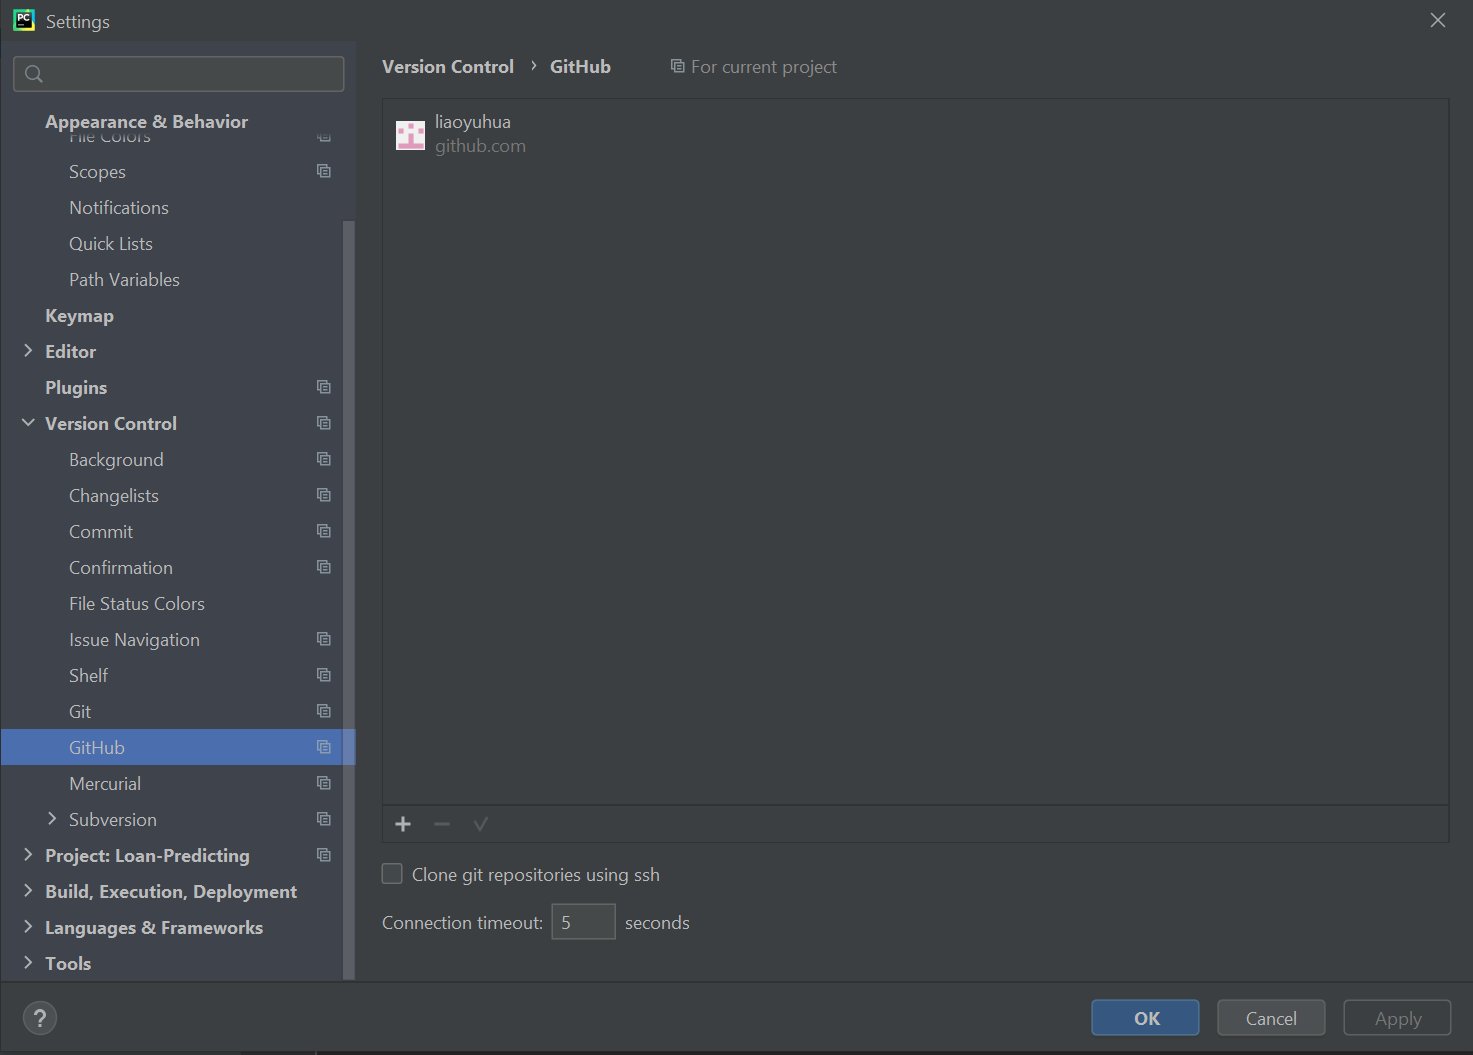 Settings
Version Control › GitHub
For current project
Appearance & Behavior
File Colors
Scopes
Notifications
Quick Lists
Path Variables
Keymap
Editor
Plugins
Version Control
Background
Changelists
Commit
Confirmation
File Status Colors
Issue Navigation
Shelf
Git
GitHub
Mercurial
Subversion
Project: Loan-Predicting
Build, Execution, Deployment
Languages & Frameworks
Tools
liaoyuhua
github.com
Clone git repositories using ssh
Connection timeout: 5 seconds
?
OK
Cancel
Apply